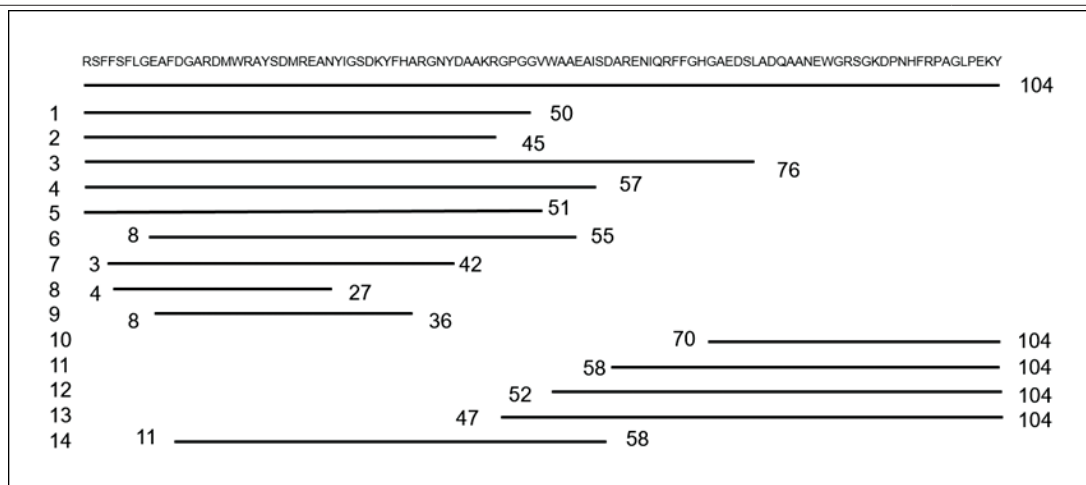 RSFFSFLGEAFDGARDMWRAYSDMREANYIGSDKYFHARGNYDAAKRGPGGVWAAEAISDARENIQRFFGHGAEDSLADQAANEWGRSGKDPNHFRPAGLPEKY
104
1 50
2 45
3 76
4 57
5 51
6 8 55
7 3 42
8 4 27
9 8 36
10 70 104
11 58 104
12 52 104
13 47 104
14 11 58